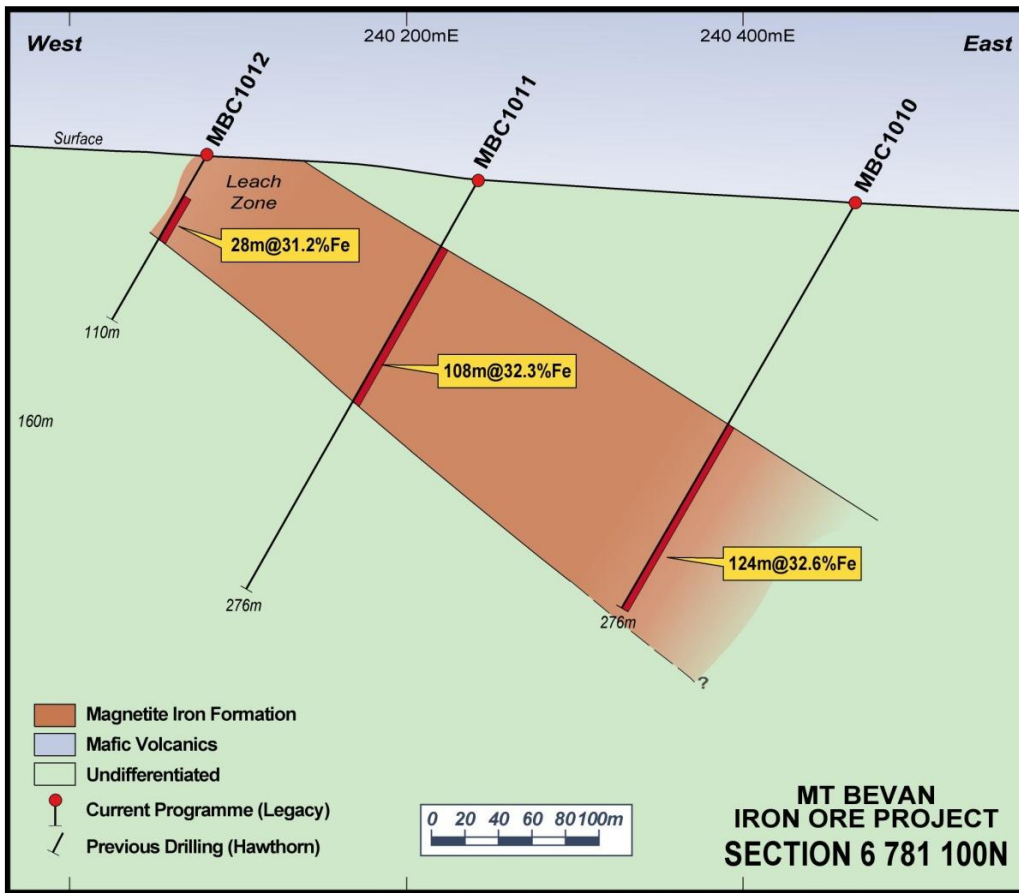 West
240 200mE
240 400mE
East
MBC1012
MBC1011
MBC1010
Surface
Leach
Zone
28m@31.2%Fe
110m
108m@32.3%Fe
160m
124m@32.6%Fe
276m
276m
?
Magnetite Iron Formation
Mafic Volcanics
Undifferentiated
Current Programme (Legacy)
Previous Drilling (Hawthorn)
0 20 40 60 80 100m
MT BEVAN
IRON ORE PROJECT
SECTION 6 781 100N